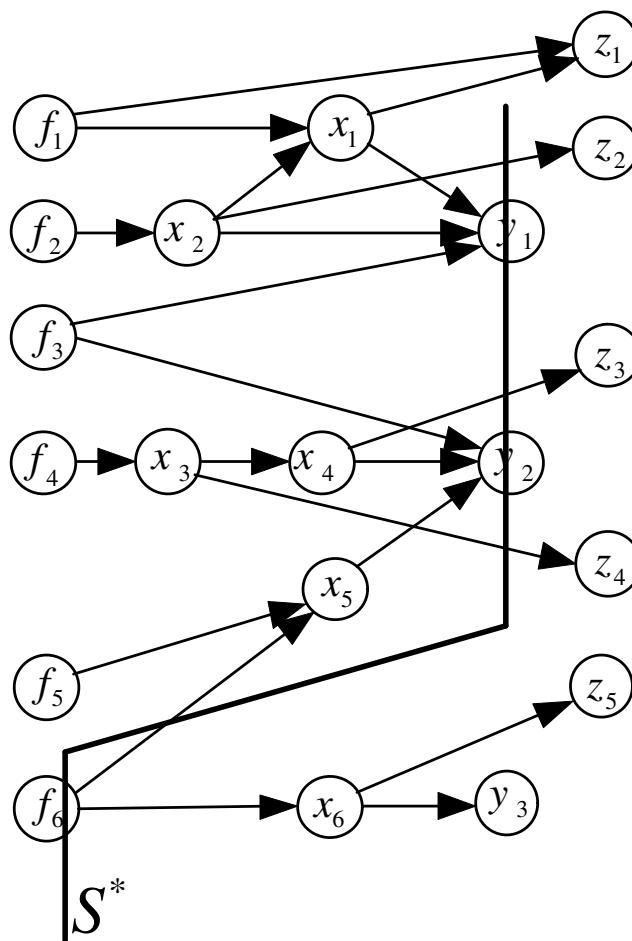 z₁
f₁ x₁
z₂
f₂ x₂ y₁
f₃
z₃
f₄ x₃ x₄ y₂
z₄
x₅
f₅ z₅
f₆ x₆ y₃
S*